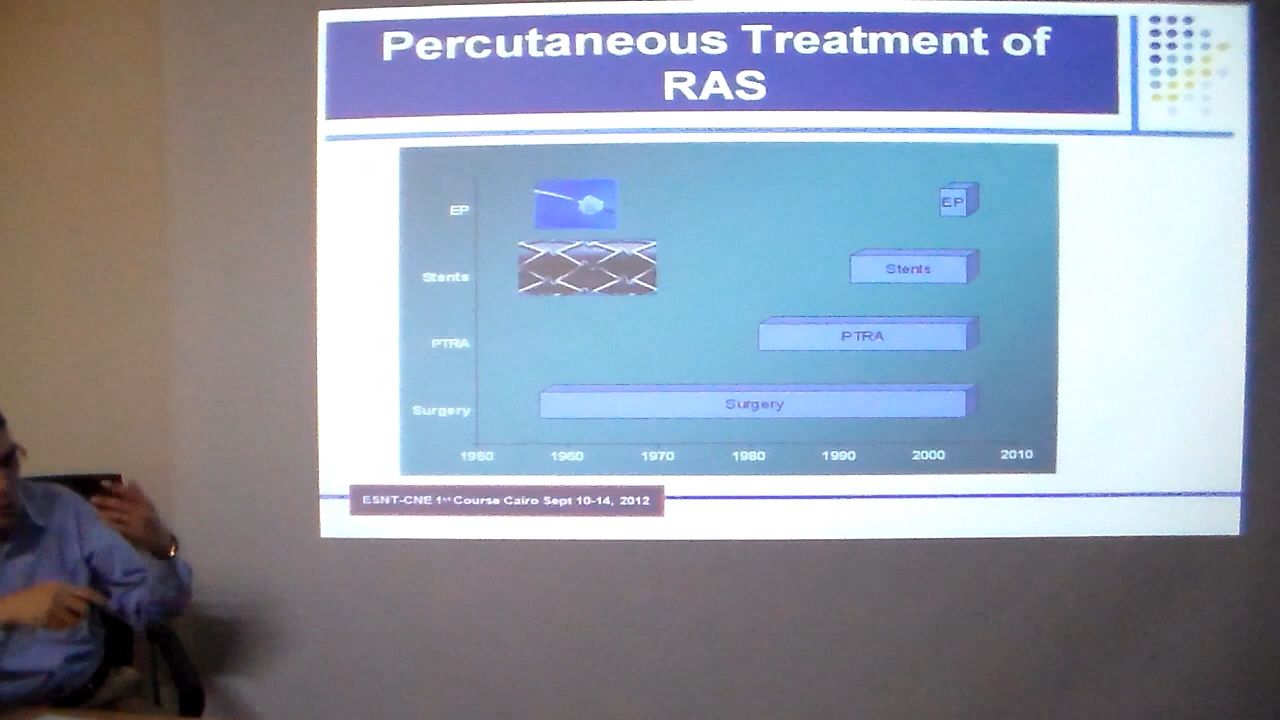 Percutaneous Treatment of
RAS
EP
EP
Stents
Stents
PTRA
PTRA
Surgery
Surgery
1950 1960 1970 1980 1990 2000 2010
ESNT-CNE 1st Course Cairo Sept 10-14, 2012